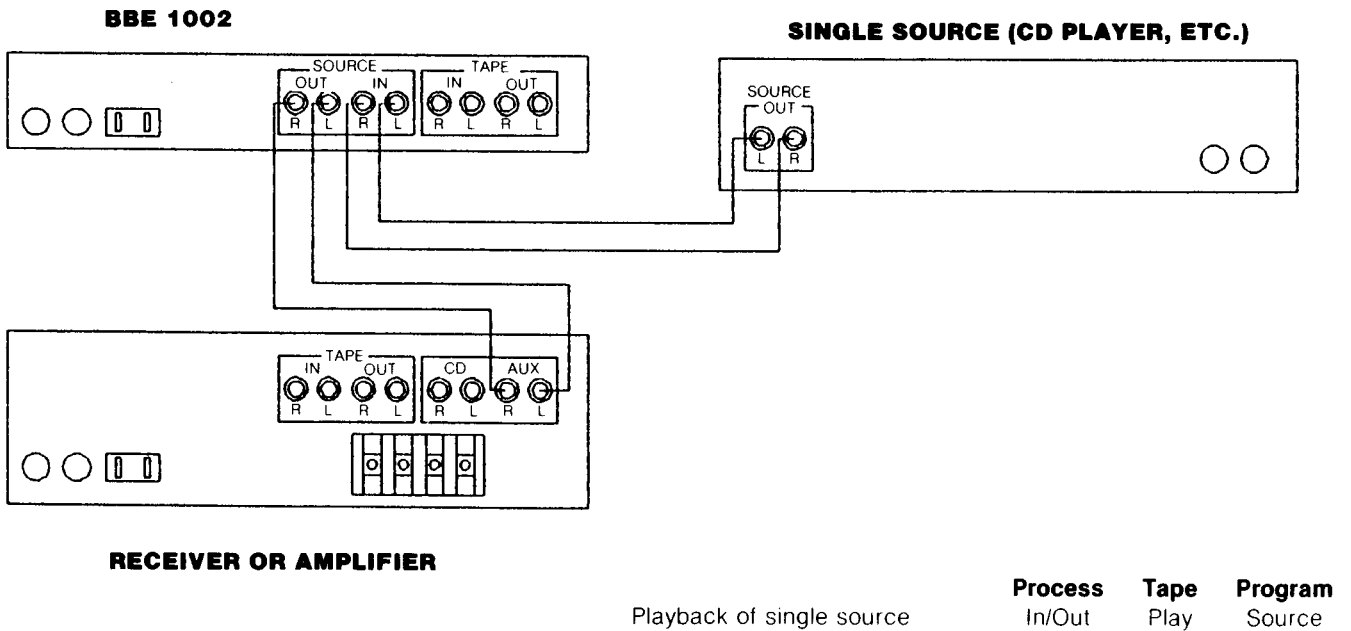 BBE 1002
SINGLE SOURCE (CD PLAYER, ETC.)
SOURCE
OUT IN
R L R L
TAPE
IN OUT
R L R L
SOURCE
OUT
L R
TAPE
IN OUT
R L R L
CD AUX
R L R L
RECEIVER OR AMPLIFIER
Process Tape Program
Playback of single source In/Out Play Source